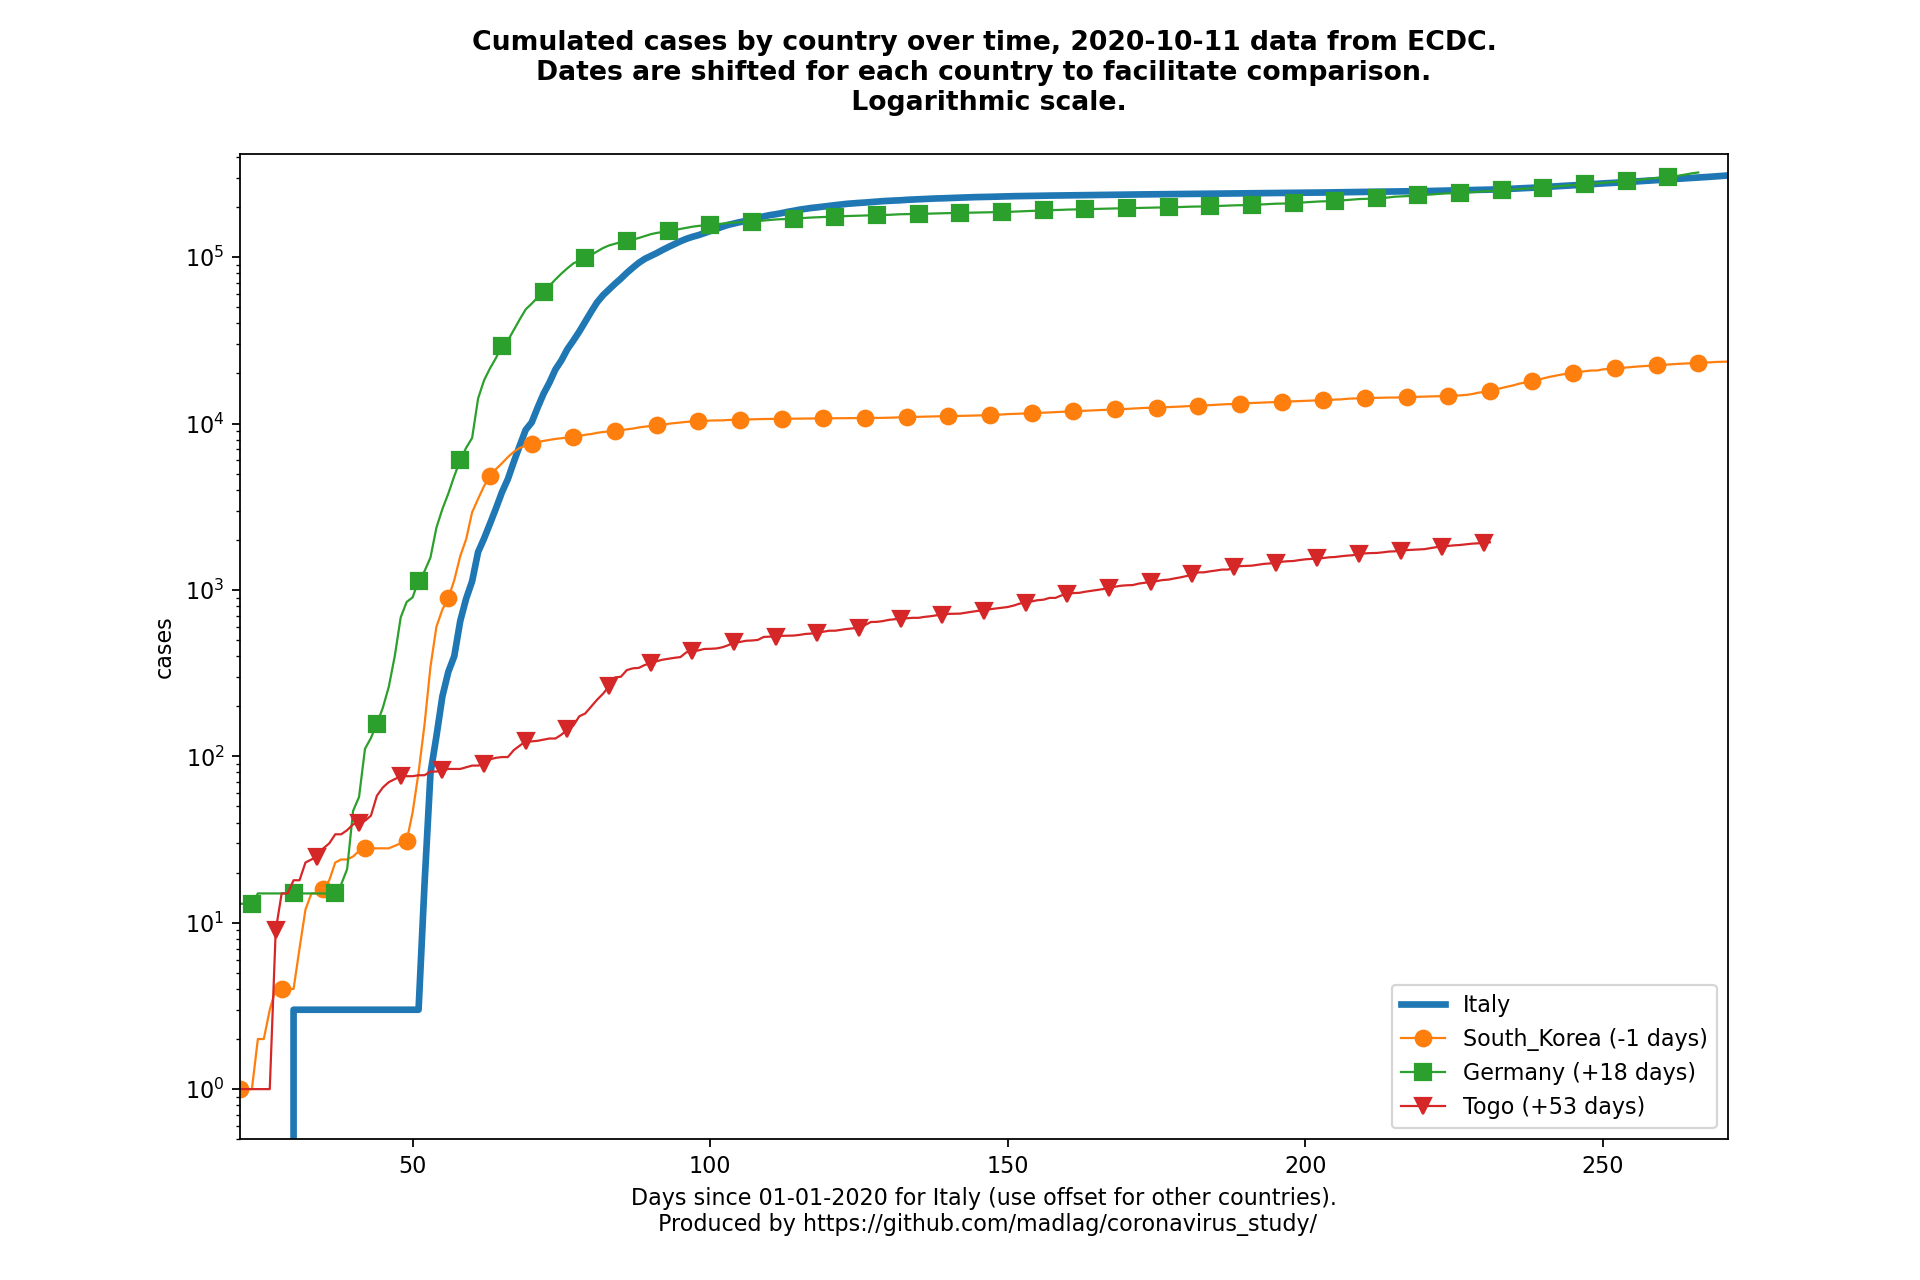 Cumulated cases by country over time, 2020-10-11 data from ECDC.
Dates are shifted for each country to facilitate comparison.
Logarithmic scale.
10^5
10^4
10^3
10^2
10^1
10^0
cases
Italy
South_Korea (-1 days)
Germany (+18 days)
Togo (+53 days)
50 100 150 200 250
Days since 01-01-2020 for Italy (use offset for other countries).
Produced by https://github.com/madlag/coronavirus_study/